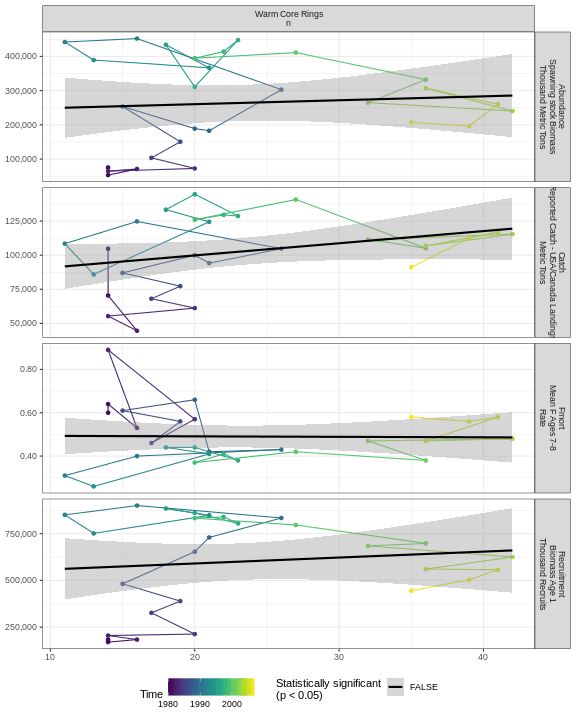 Warm Core Rings
n
400,000
300,000
200,000
100,000
Abundance
Spawning stock Biomass
Thousand Metric Tons
125,000
100,000
75,000
50,000
Catch
Reported Catch - USA/Canada Landings
Metric Tons
0.80
0.60
0.40
Fmort
Mean F Ages 7-8
Rate
750,000
500,000
250,000
Recruitment
Biomass Age 1
Thousand Recruits
10
20
30
40
Time
1980
1990
2000
Statistically significant
(p < 0.05)
FALSE